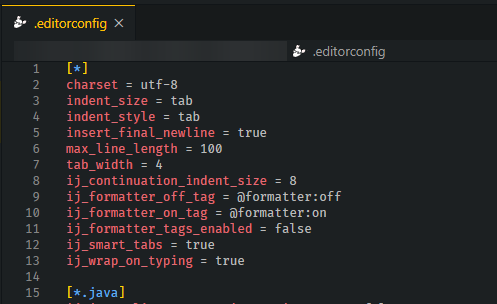 .editorconfig ×
.editorconfig
1 [*]
2 charset = utf-8
3 indent_size = tab
4 indent_style = tab
5 insert_final_newline = true
6 max_line_length = 100
7 tab_width = 4
8 ij_continuation_indent_size = 8
9 ij_formatter_off_tag = @formatter:off
10 ij_formatter_on_tag = @formatter:on
11 ij_formatter_tags_enabled = false
12 ij_smart_tabs = true
13 ij_wrap_on_typing = true
14
15 [*.java]